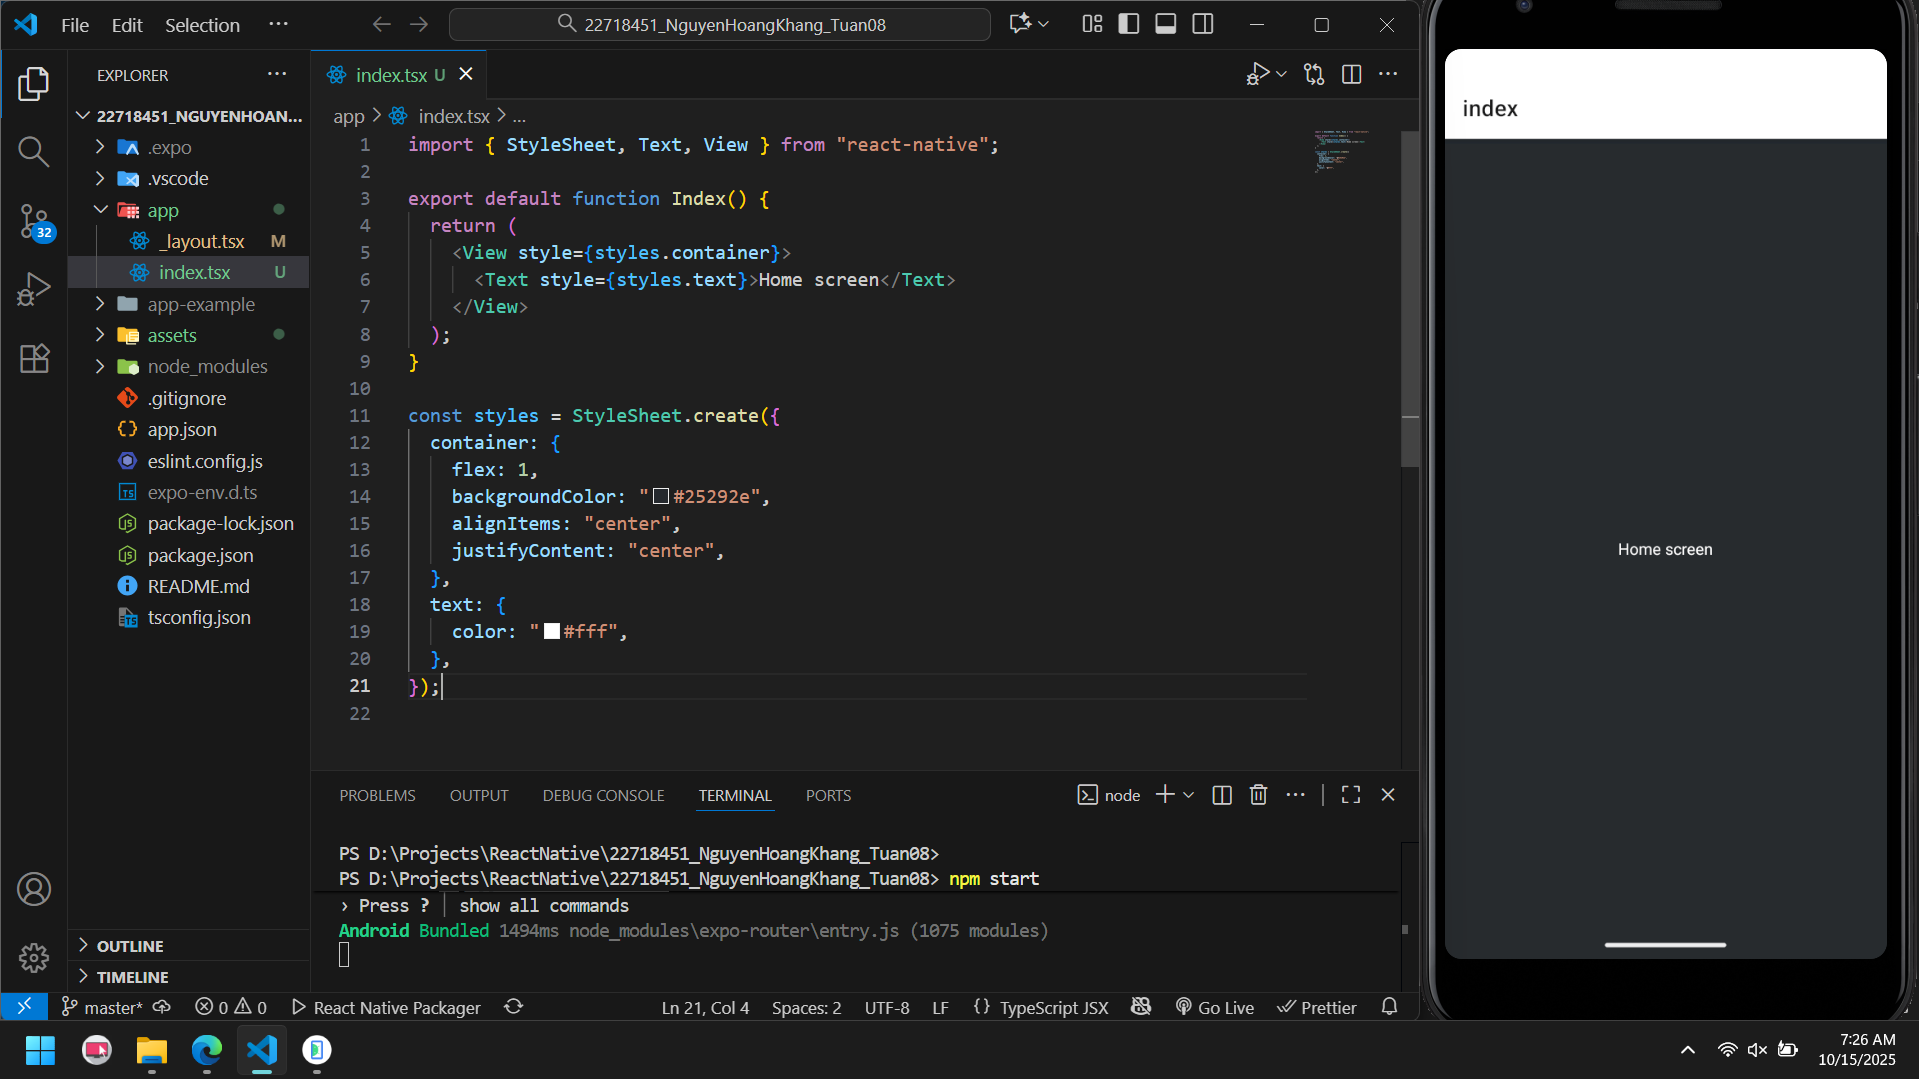 File Edit Selection ···
22718451_NguyenHoangKhang_Tuan08
EXPLORER
22718451_NGUYENHOAN...
.expo
.vscode
app
_layout.tsx M
index.tsx U
app-example
assets
node_modules
.gitignore
app.json
eslint.config.js
expo-env.d.ts
package-lock.json
package.json
README.md
tsconfig.json
OUTLINE
TIMELINE
32
index.tsx U
app > index.tsx > ...
1 import { StyleSheet, Text, View } from "react-native";
2
3 export default function Index() {
4 return (
5 <View style={styles.container}>
6 <Text style={styles.text}>Home screen</Text>
7 </View>
8 );
9 }
10
11 const styles = StyleSheet.create({
12 container: {
13 flex: 1,
14 backgroundColor: "#25292e",
15 alignItems: "center",
16 justifyContent: "center",
17 },
18 text: {
19 color: "#fff",
20 },
21 });
22
PROBLEMS OUTPUT DEBUG CONSOLE TERMINAL PORTS
node
PS D:\Projects\ReactNative\22718451_NguyenHoangKhang_Tuan08>
PS D:\Projects\ReactNative\22718451_NguyenHoangKhang_Tuan08> npm start
› Press ? │ show all commands
Android Bundled 1494ms node_modules\expo-router\entry.js (1075 modules)
master* 0 0 React Native Packager
Ln 21, Col 4 Spaces: 2 UTF-8 LF {} TypeScript JSX Go Live Prettier
index
Home screen
7:26 AM
10/15/2025